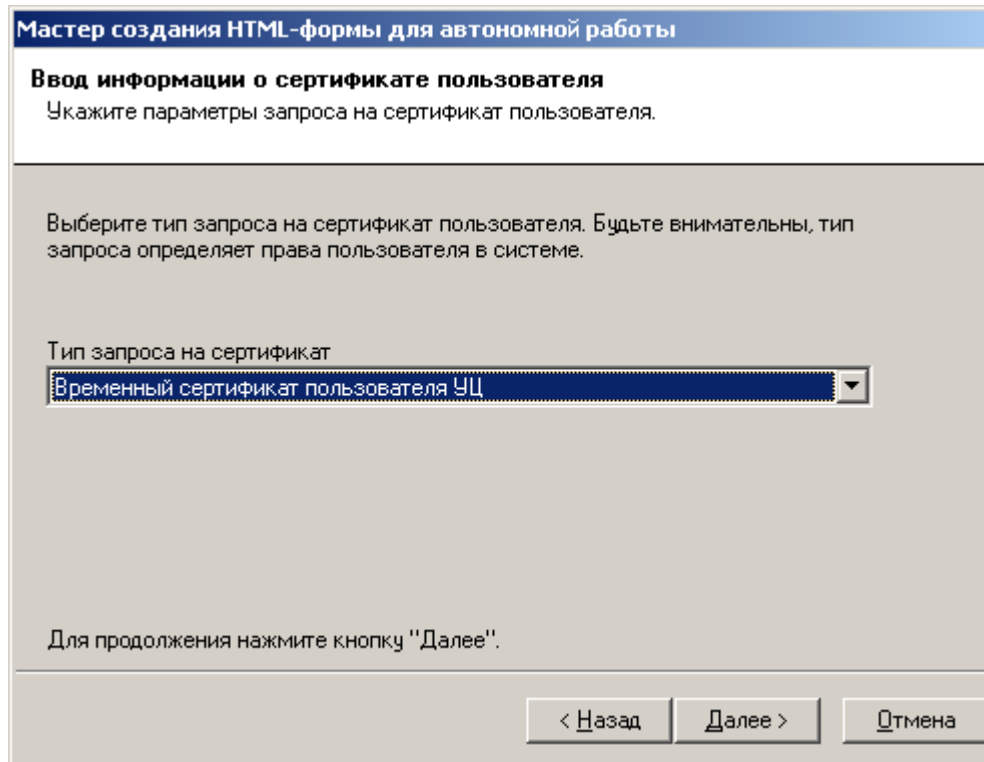 Мастер создания HTML-формы для автономной работы
Ввод информации о сертификате пользователя
Укажите параметры запроса на сертификат пользователя.
Выберите тип запроса на сертификат пользователя. Будьте внимательны, тип
запроса определяет права пользователя в системе.
Тип запроса на сертификат
Временный сертификат пользователя УЦ
Для продолжения нажмите кнопку "Далее".
< Назад Далее > Отмена